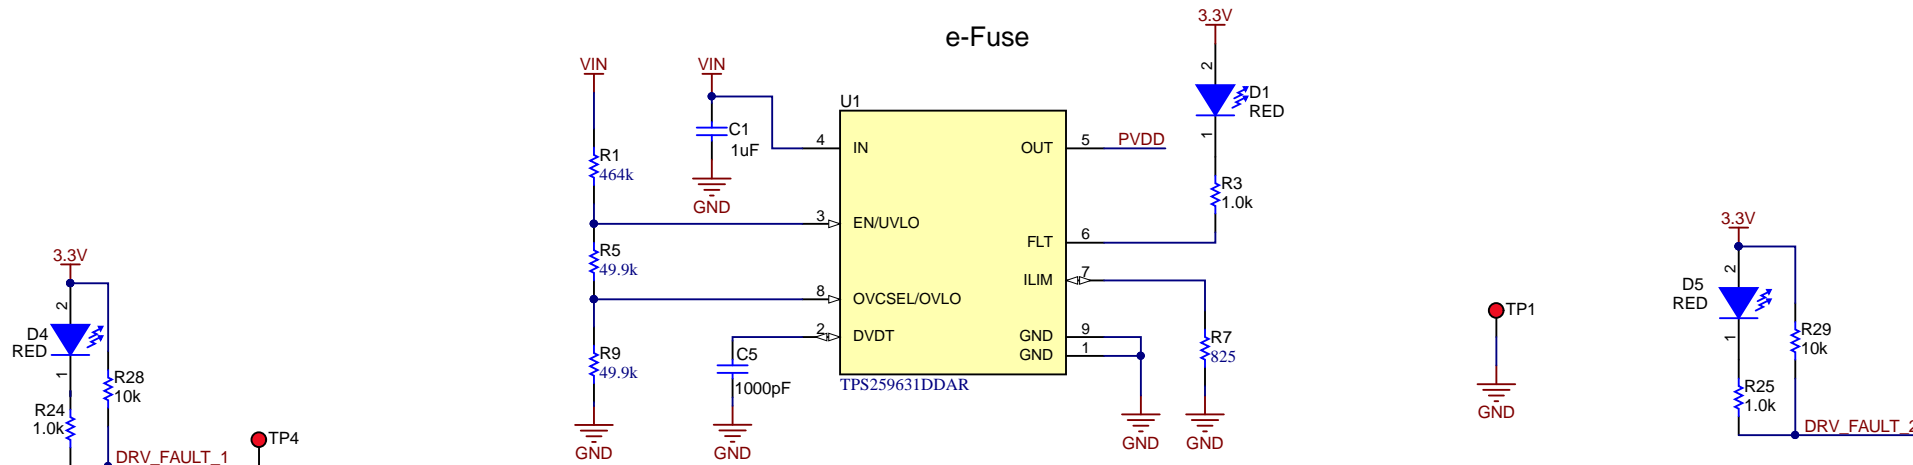 e-Fuse
3.3V
2
D1
RED
1
R3
1.0k
VIN
R1
464k
R5
49.9k
R9
49.9k
GND
VIN
C1
1uF
GND
U1
4
IN
3
EN/UVLO
8
OVCSEL/OVLO
2
DVDT
OUT
5
PVDD
FLT
6
ILIM
7
GND
9
GND
1
TPS259631DDAR
C5
1000pF
GND
R7
825
GND
GND
3.3V
2
D4
RED
1
R28
10k
R24
1.0k
DRV_FAULT_1
TP4
TP1
GND
3.3V
2
D5
RED
1
R29
10k
R25
1.0k
DRV_FAULT_2